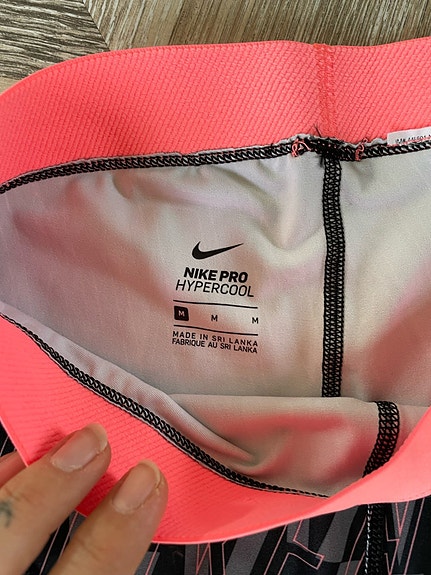 NIKE PRO
HYPERCOOL
M M M
MADE IN SRI LANKA
FABRIQUE AU SRI LANKA